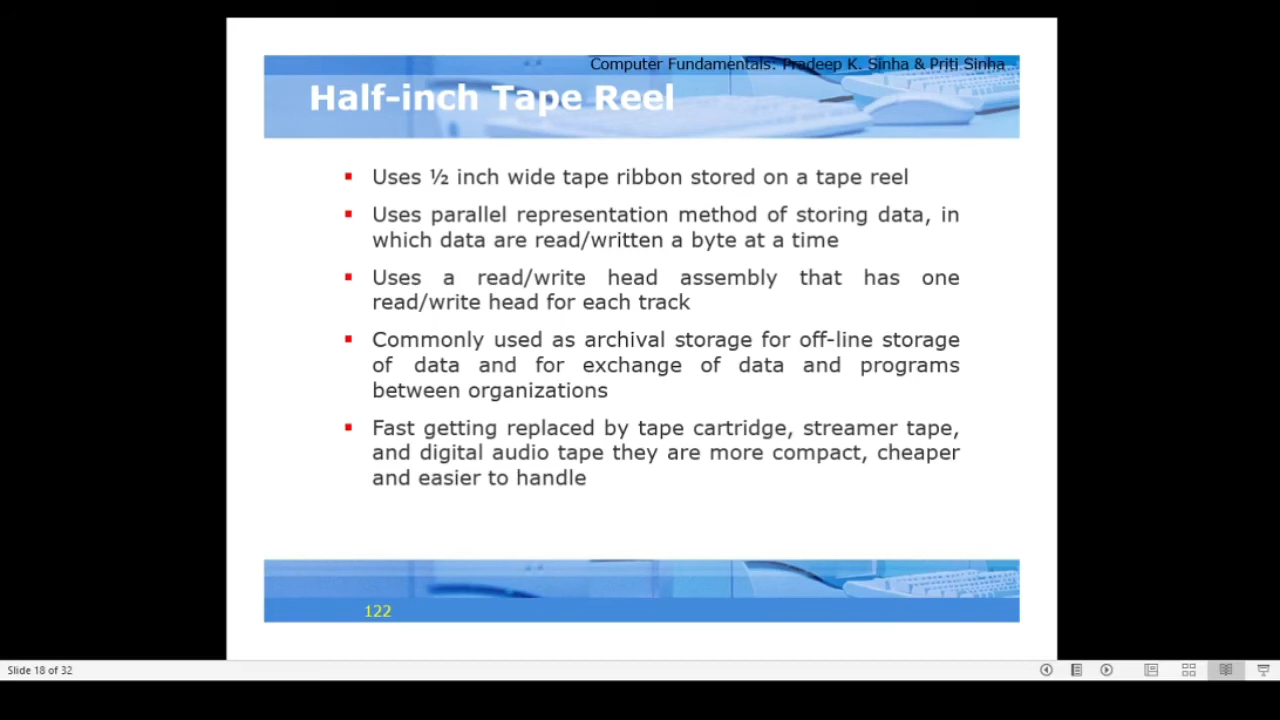 Computer Fundamentals: Pradeep K. Sinha & Priti Sinha
Half-inch Tape Reel
Uses ½ inch wide tape ribbon stored on a tape reel
Uses parallel representation method of storing data, in
which data are read/written a byte at a time
Uses a read/write head assembly that has one
read/write head for each track
Commonly used as archival storage for off-line storage
of data and for exchange of data and programs
between organizations
Fast getting replaced by tape cartridge, streamer tape,
and digital audio tape they are more compact, cheaper
and easier to handle
122
Slide 18 of 32